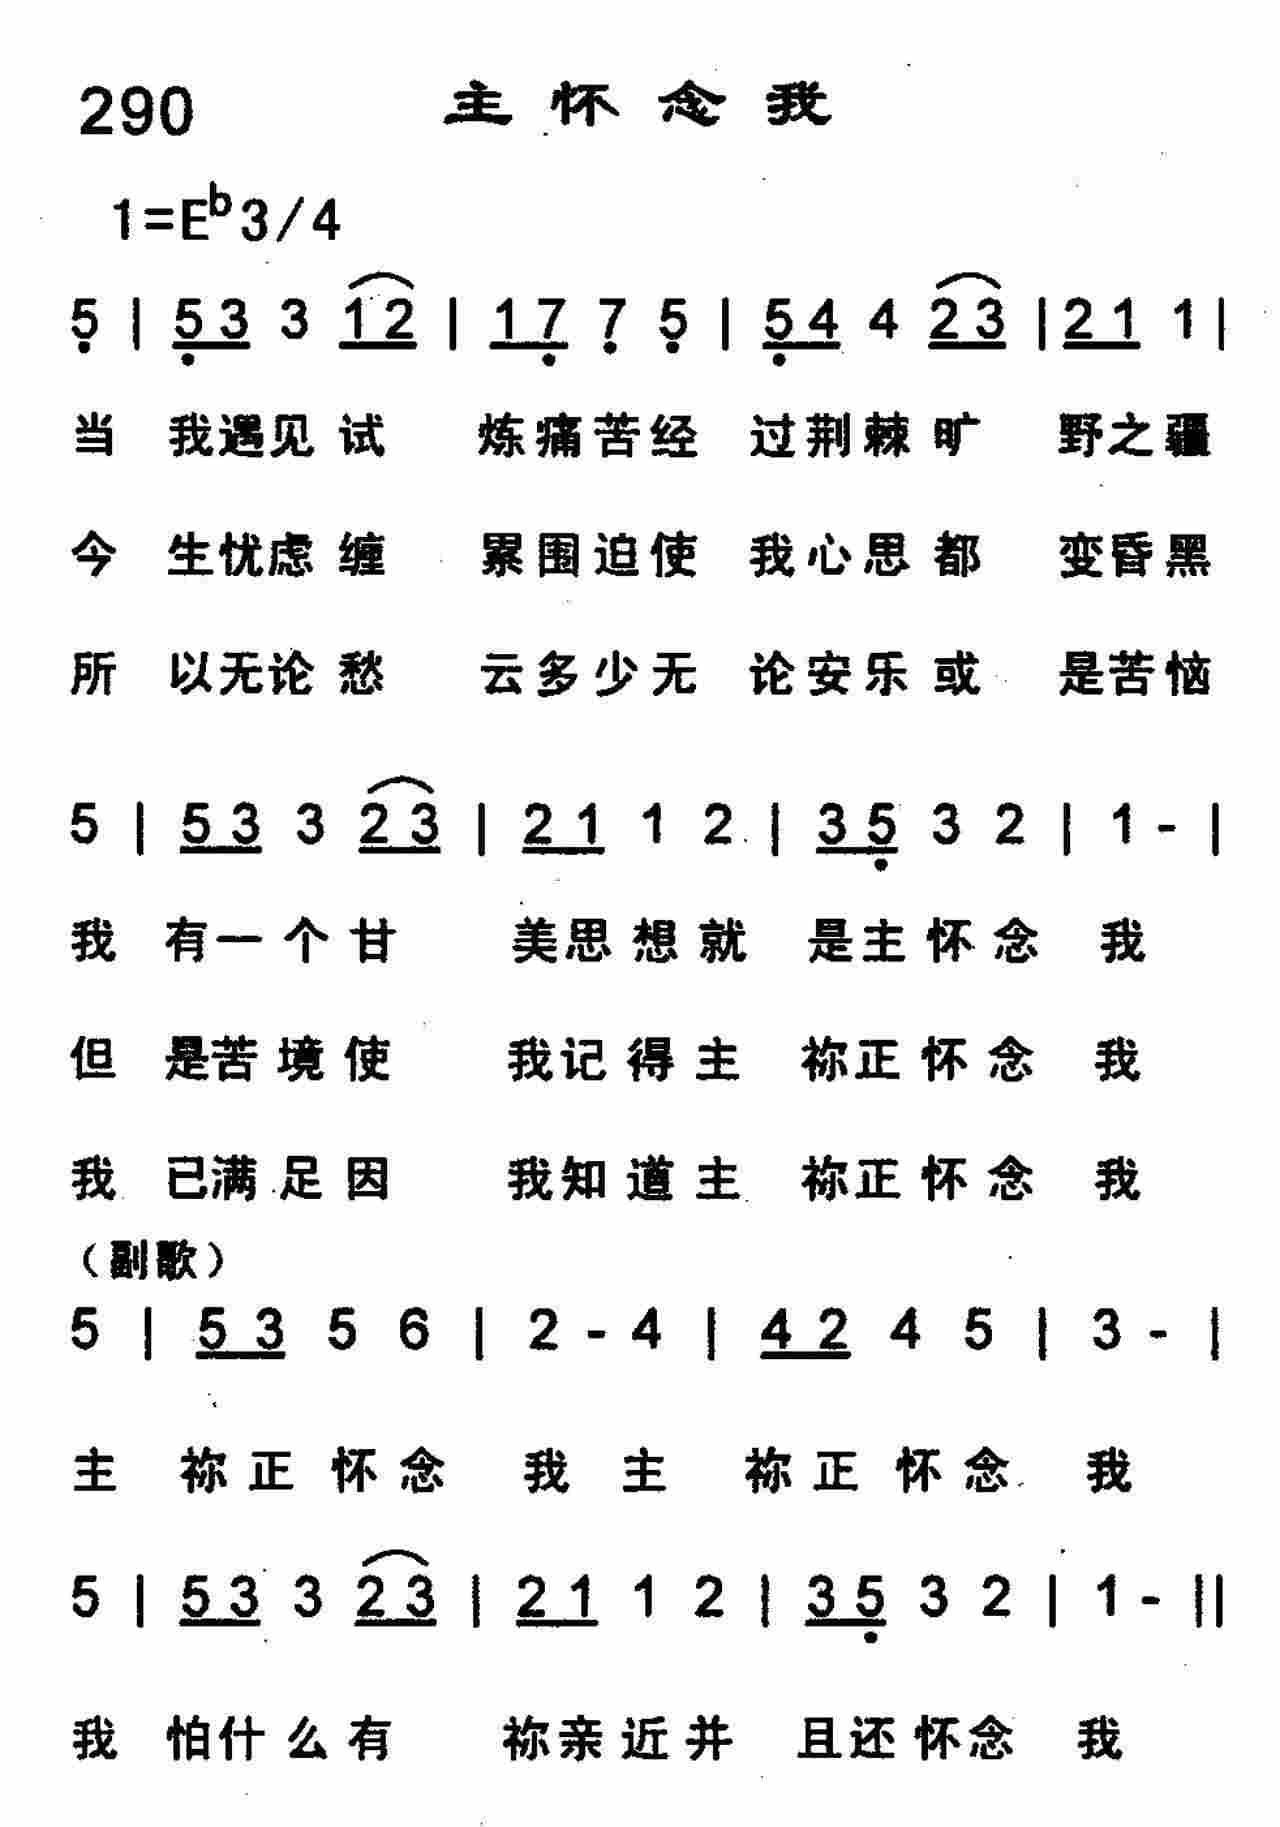 290 主怀念我
1=E♭3/4
5 | 5 3 3 1 2 | 1 7 7 5 | 5 4 4 2 3 | 2 1 1 |
当 我遇见试 炼痛苦经 过荆棘旷 野之疆
今 生忧虑缠 累围迫使 我心思都 变昏黑
所 以无论愁 云多少无 论安乐或 是苦恼
5 | 5 3 3 2 3 | 2 1 1 2 | 3 5 3 2 | 1 - |
我 有一个甘 美思想就 是主怀念 我
但 是苦境使 我记得主 祢正怀念 我
我 已满足因 我知道主 祢正怀念 我
（副歌）
5 | 5 3 5 6 | 2 - 4 | 4 2 4 5 | 3 - |
主 祢正怀念 我 主 祢正怀念 我
5 | 5 3 3 2 3 | 2 1 1 2 | 3 5 3 2 | 1 - ||
我 怕什么有 祢亲近并 且还怀念 我